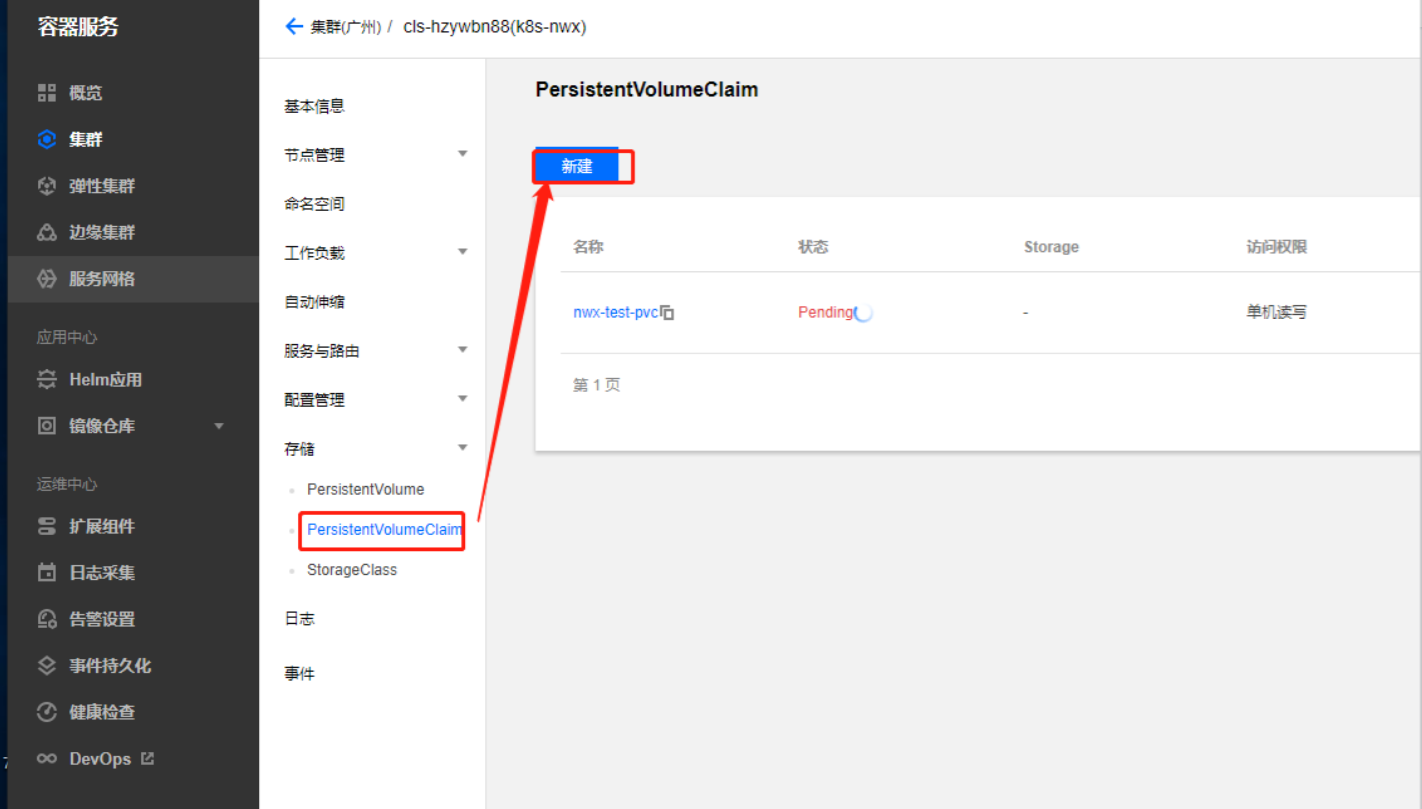 容器服务
概览
集群
弹性集群
边缘集群
服务网格
应用中心
Helm应用
镜像仓库
运维中心
扩展组件
日志采集
告警设置
事件持久化
健康检查
DevOps
集群(广州) / cls-hzywbn88(k8s-nwx)
基本信息
节点管理
命名空间
工作负载
自动伸缩
服务与路由
配置管理
存储
PersistentVolume
PersistentVolumeClaim
StorageClass
日志
事件
PersistentVolumeClaim
新建
名称 状态 Storage 访问权限
nwx-test-pvc Pending - 单机读写
第 1 页